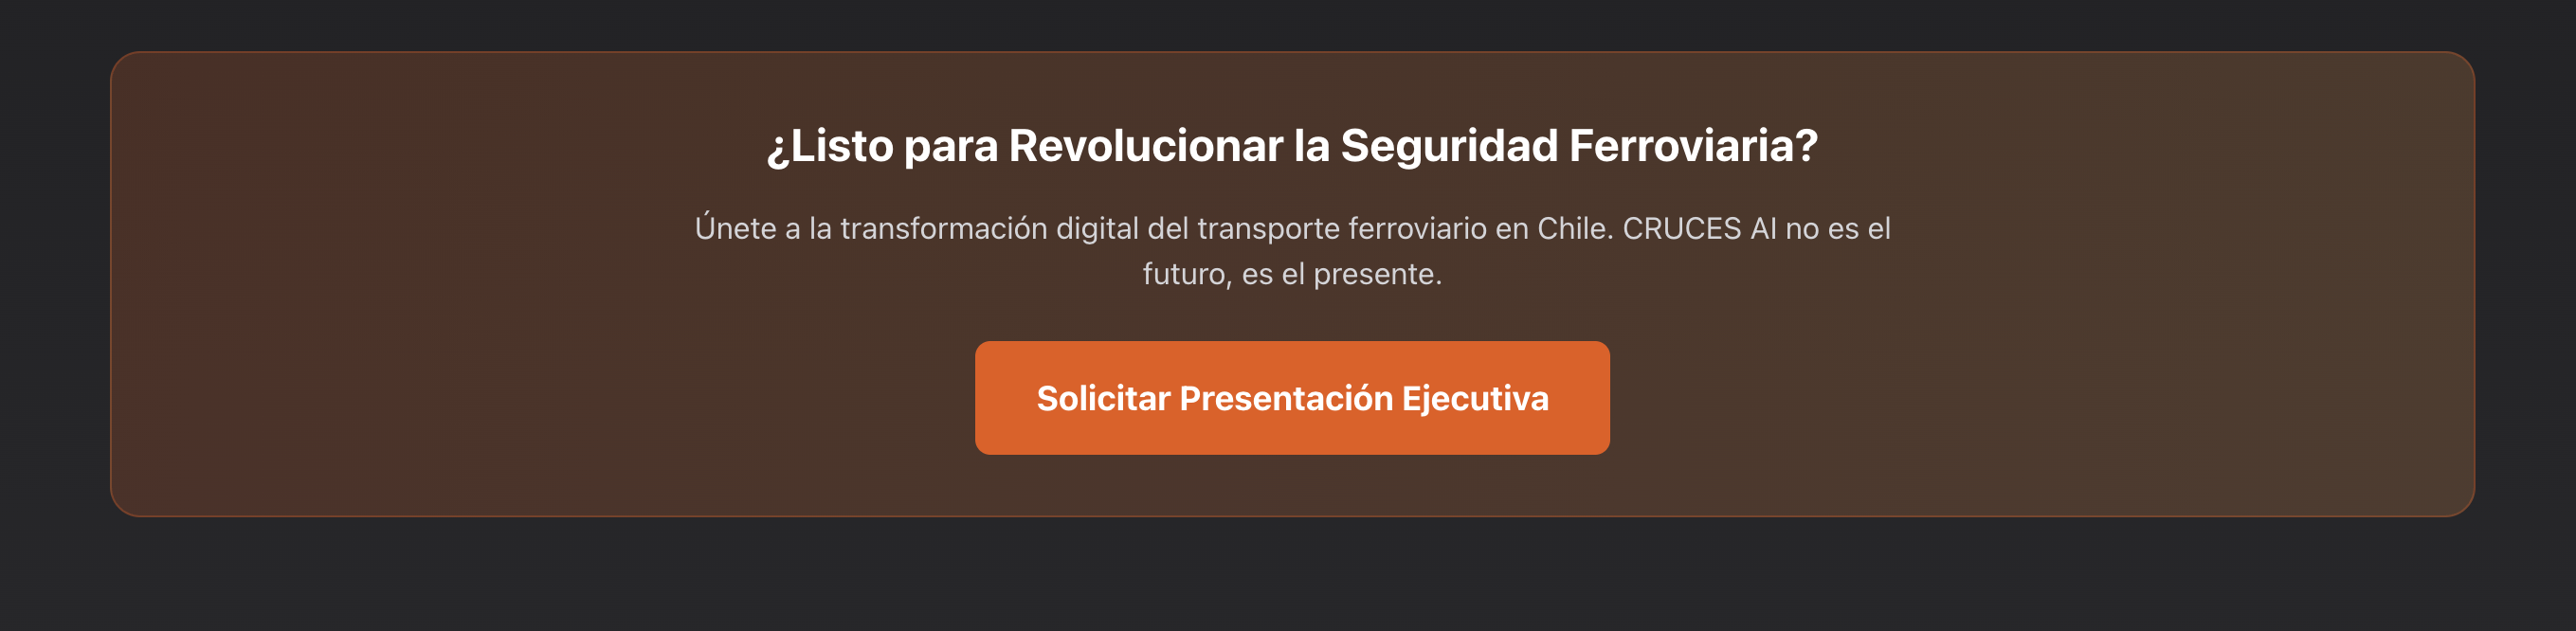 ¿Listo para Revolucionar la Seguridad Ferroviaria?
Únete a la transformación digital del transporte ferroviario en Chile. CRUCES AI no es el
futuro, es el presente.
Solicitar Presentación Ejecutiva